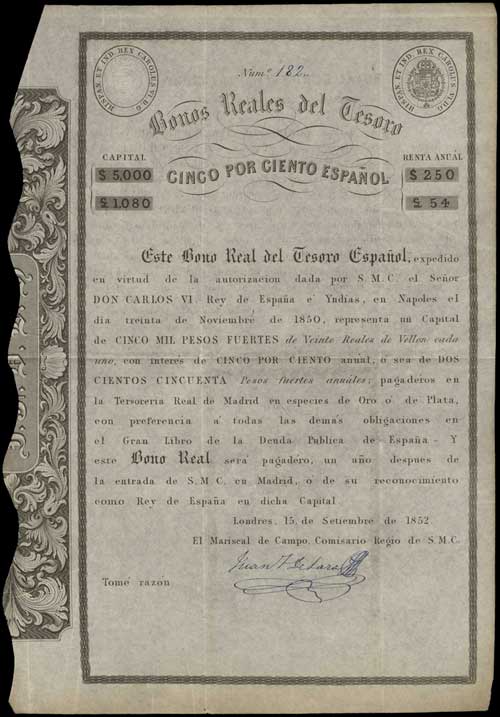 HISPAN ET IND. REX CAROLUS VI D.G
HISPAN ET IND. REX CAROLUS VI D.G
Numº 182
Bonos Reales del Tesoro
CINCO POR CIENTO ESPAÑOL
CAPITAL
$ 5,000
£ 1,080
RENTA ANUAL
$ 250
£ 54
Este Bono Real del Tesoro Español, expedido
en virtud de la autorizacion dada por S.M.C. el Señor
DON CARLOS VI, Rey de España é Yndias, en Napoles el
dia treinta de Noviembre de 1850, representa un Capital
de CINCO MIL PESOS FUERTES de Veinte Reales de Vellon cada
uno, con interés de CINCO POR CIENTO anuál, o sea de DOS
CIENTOS CINCUENTA Pesos fuertes anuáles; pagaderos en
la Tersoreria Real de Madrid en especies de Oro ó de Plata,
con preferencia á todas las demás obligaciones en
el Gran Libro de la Deuda Publica de España - Y
este Bono Real será pagadero, un año despues de
la entrada de S.M.C. en Madrid, o de su reconocimiento
como Rey de España en dicha Capital.
Londres, 15, de Setiembre de 1852.
El Mariscal de Campo, Comisario Regio de S.M.C.
Juan T de Lara
Tomé razon